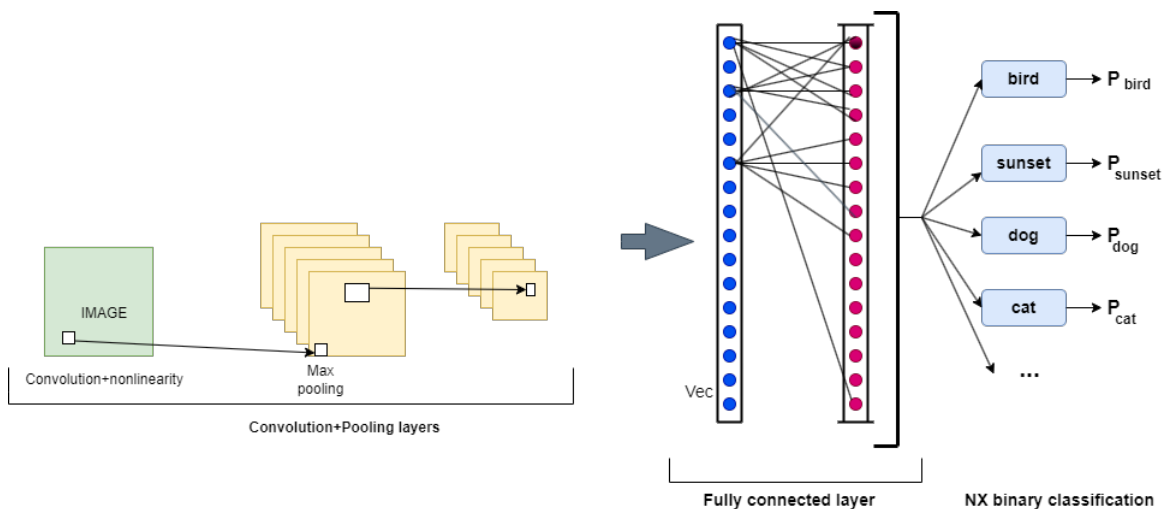 IMAGE
Convolution+nonlinearity
Max
pooling
Convolution+Pooling layers
Vec
Fully connected layer
bird
P bird
sunset
P sunset
dog
P dog
cat
P cat
...
NX binary classification